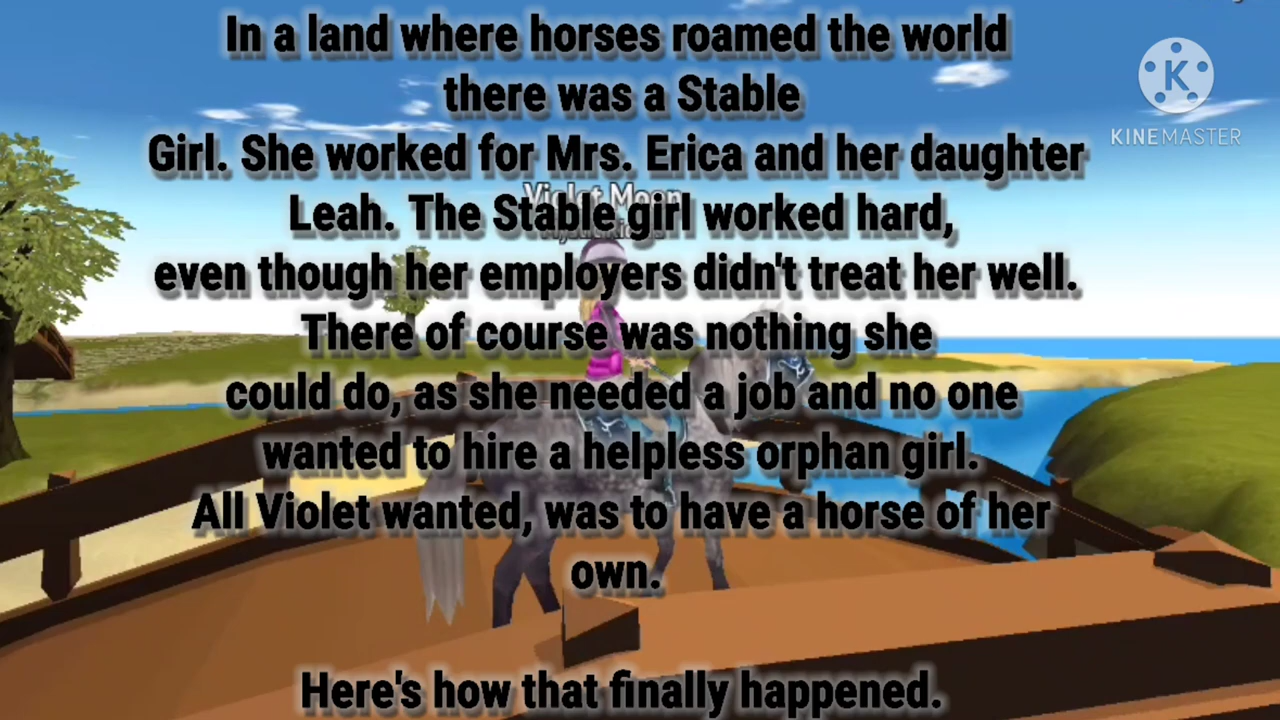 In a land where horses roamed the world
there was a Stable
Girl. She worked for Mrs. Erica and her daughter
Violet Moon
Leah. The Stable girl worked hard,
even though her employers didn't treat her well.
There of course was nothing she
could do, as she needed a job and no one
wanted to hire a helpless orphan girl.
All Violet wanted, was to have a horse of her
own.
Here's how that finally happened.
K
KINEMASTER